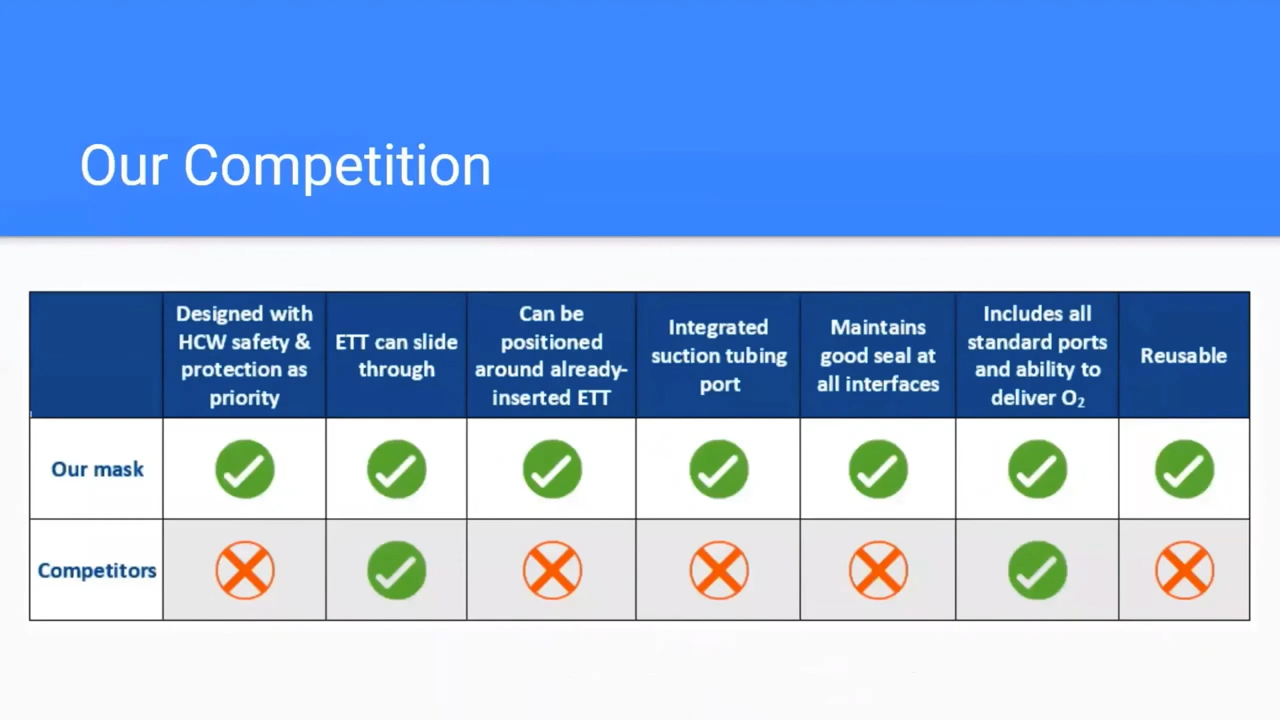 Our Competition
Designed with
HCW safety &
protection as
priority
ETT can slide
through
Can be
positioned
around already-
inserted ETT
Integrated
suction tubing
port
Maintains
good seal at
all interfaces
Includes all
standard ports
and ability to
deliver O₂
Reusable
Our mask
Competitors